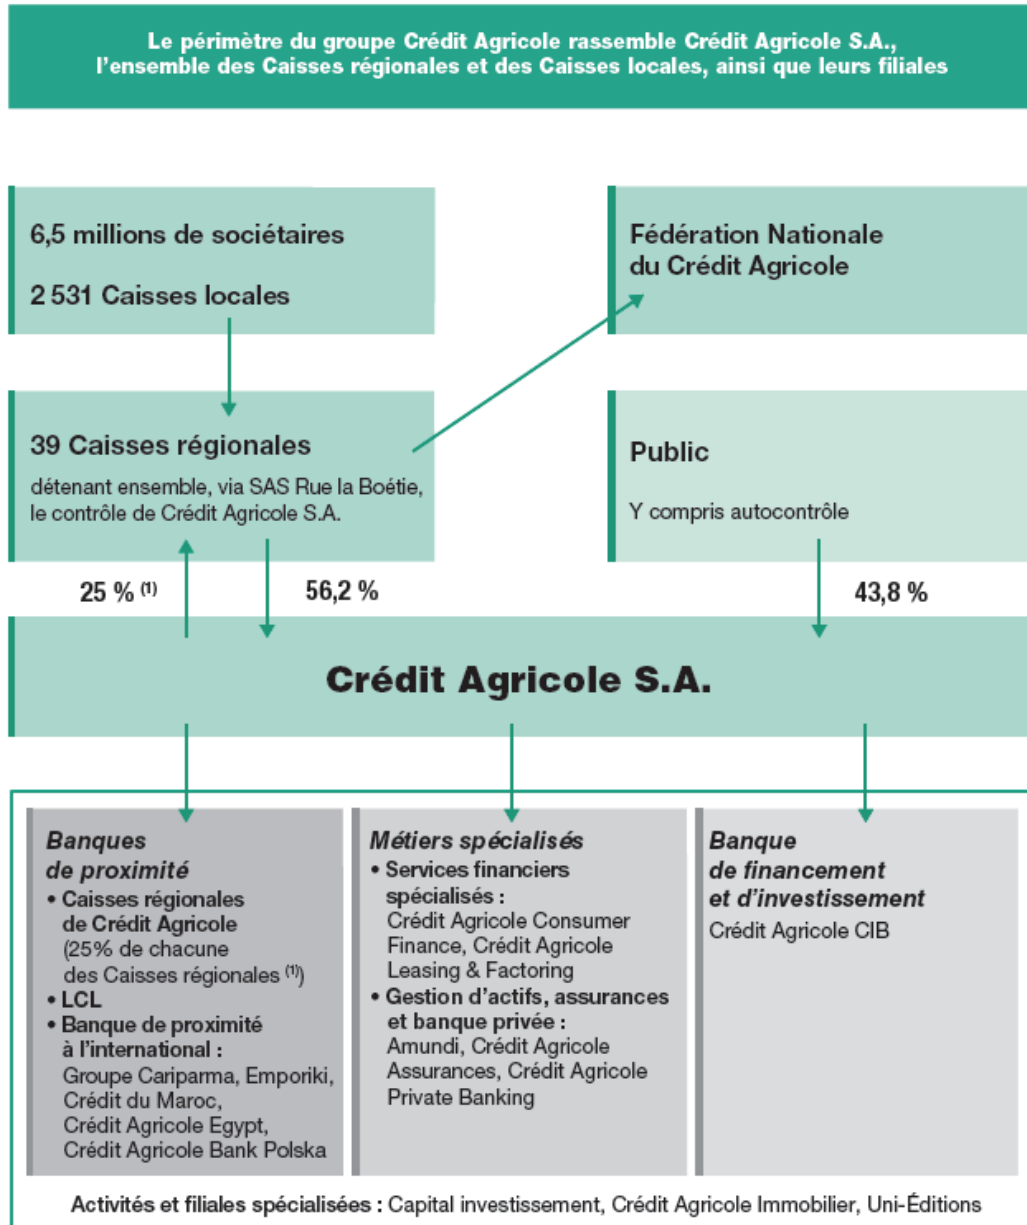 Le périmètre du groupe Crédit Agricole rassemble Crédit Agricole S.A.,
l'ensemble des Caisses régionales et des Caisses locales, ainsi que leurs filiales
6,5 millions de sociétaires
2 531 Caisses locales
Fédération Nationale
du Crédit Agricole
39 Caisses régionales
détenant ensemble, via SAS Rue la Boétie,
le contrôle de Crédit Agricole S.A.
Public
Y compris autocontrôle
25 % (1)
56,2 %
43,8 %
Crédit Agricole S.A.
Banques
de proximité
• Caisses régionales
de Crédit Agricole
(25% de chacune
des Caisses régionales (1))
• LCL
• Banque de proximité
à l'international :
Groupe Cariparma, Emporiki,
Crédit du Maroc,
Crédit Agricole Egypt,
Crédit Agricole Bank Polska
Métiers spécialisés
• Services financiers
spécialisés :
Crédit Agricole Consumer
Finance, Crédit Agricole
Leasing & Factoring
• Gestion d'actifs, assurances
et banque privée :
Amundi, Crédit Agricole
Assurances, Crédit Agricole
Private Banking
Banque
de financement
et d'investissement
Crédit Agricole CIB
Activités et filiales spécialisées : Capital investissement, Crédit Agricole Immobilier, Uni-Éditions